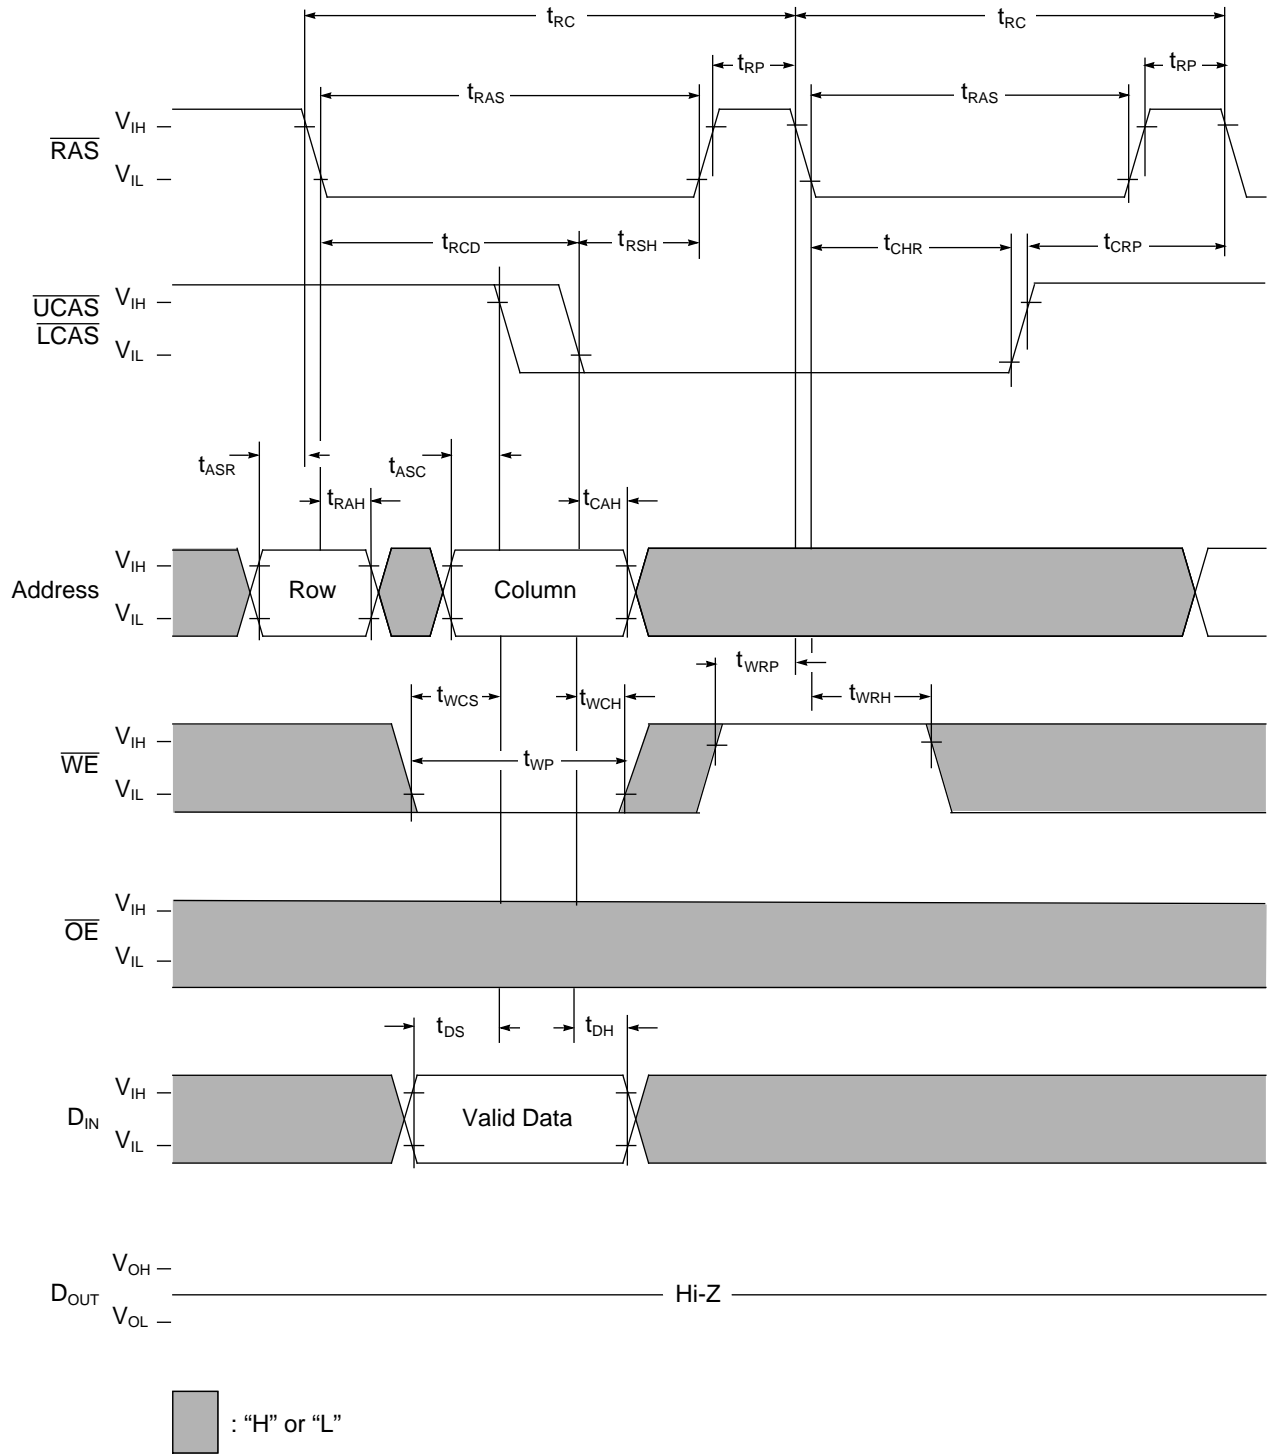 tRC tRC
tRP tRP
tRAS tRAS
VIH
RAS
VIL
tRCD tRSH tCHR tCRP
UCAS VIH
LCAS
VIL
tASR tASC
tRAH tCAH
VIH
Address Row Column
VIL
tWRP
tWCS tWCH tWRH
VIH
WE tWP
VIL
VIH
OE
VIL
tDS tDH
VIH
DIN Valid Data
VIL
VOH
DOUT Hi-Z
VOL
: “H” or “L”